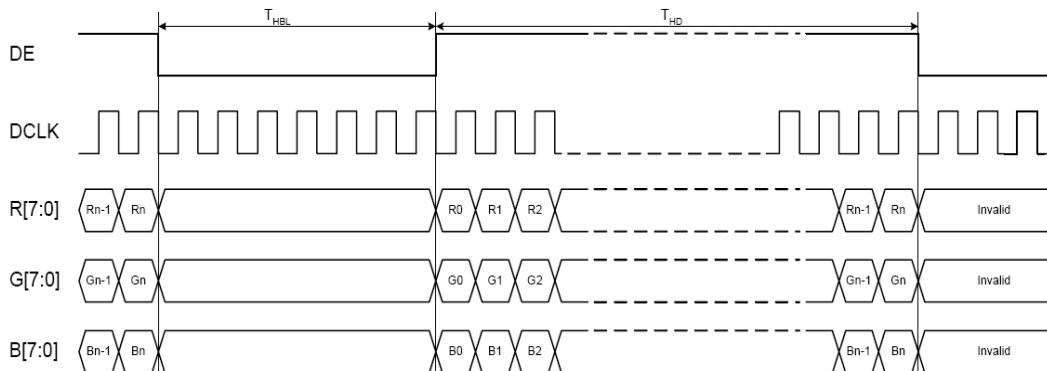 T_HBL T_HD
DE
DCLK
R[7:0] Rn-1 Rn R0 R1 R2 Rn-1 Rn Invalid
G[7:0] Gn-1 Gn G0 G1 G2 Gn-1 Gn Invalid
B[7:0] Bn-1 Bn B0 B1 B2 Bn-1 Bn Invalid